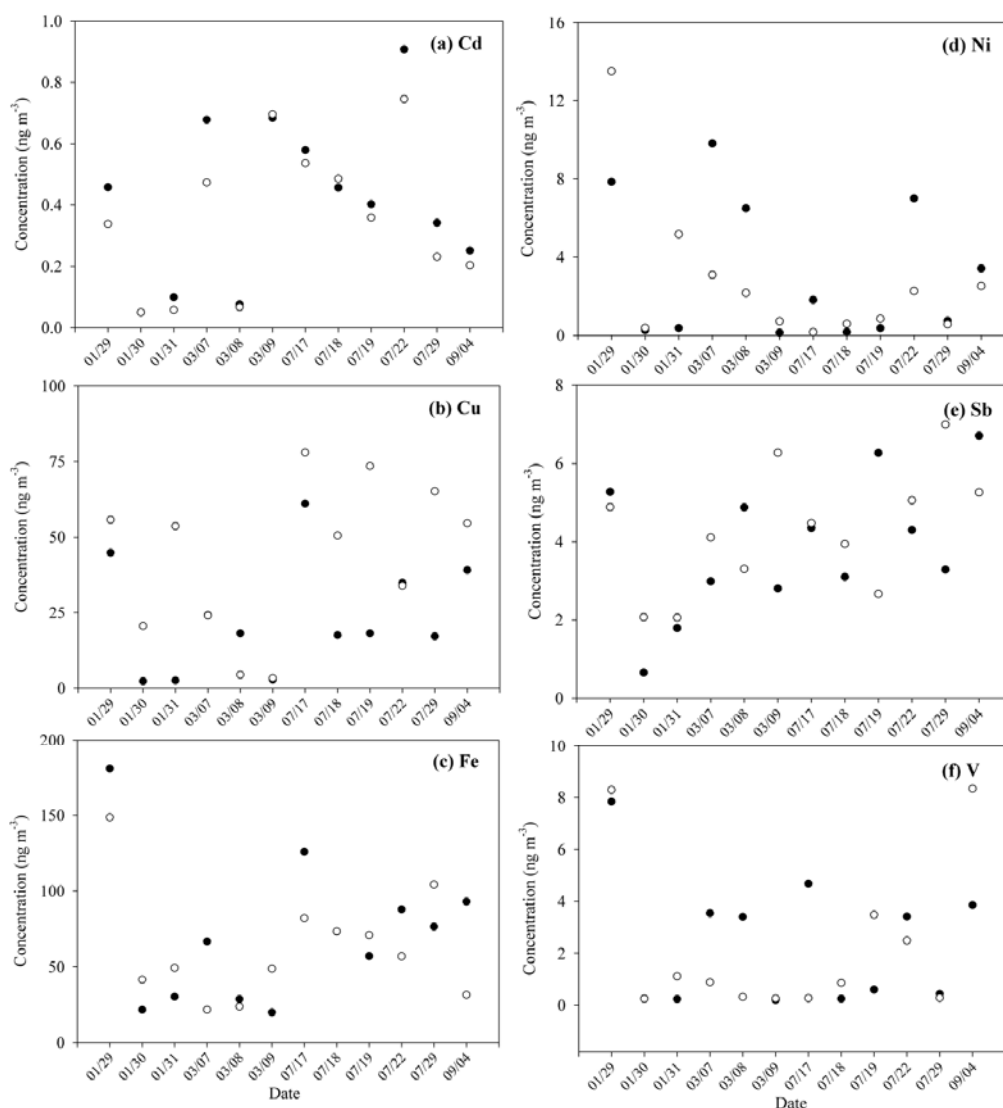 (a) Cd
Concentration (ng m-3)
1.0
0.8
0.6
0.4
0.2
0.0
01/29 01/30 01/31 03/07 03/08 03/09 07/17 07/18 07/19 07/22 07/29 09/04
(b) Cu
Concentration (ng m-3)
100
75
50
25
0
01/29 01/30 01/31 03/07 03/08 03/09 07/17 07/18 07/19 07/22 07/29 09/04
(c) Fe
Concentration (ng m-3)
200
150
100
50
0
01/29 01/30 01/31 03/07 03/08 03/09 07/17 07/18 07/19 07/22 07/29 09/04
Date
(d) Ni
Concentration (ng m-3)
16
12
8
4
0
01/29 01/30 01/31 03/07 03/08 03/09 07/17 07/18 07/19 07/22 07/29 09/04
(e) Sb
Concentration (ng m-3)
8
6
4
2
0
01/29 01/30 01/31 03/07 03/08 03/09 07/17 07/18 07/19 07/22 07/29 09/04
(f) V
Concentration (ng m-3)
10
8
6
4
2
0
01/29 01/30 01/31 03/07 03/08 03/09 07/17 07/18 07/19 07/22 07/29 09/04
Date